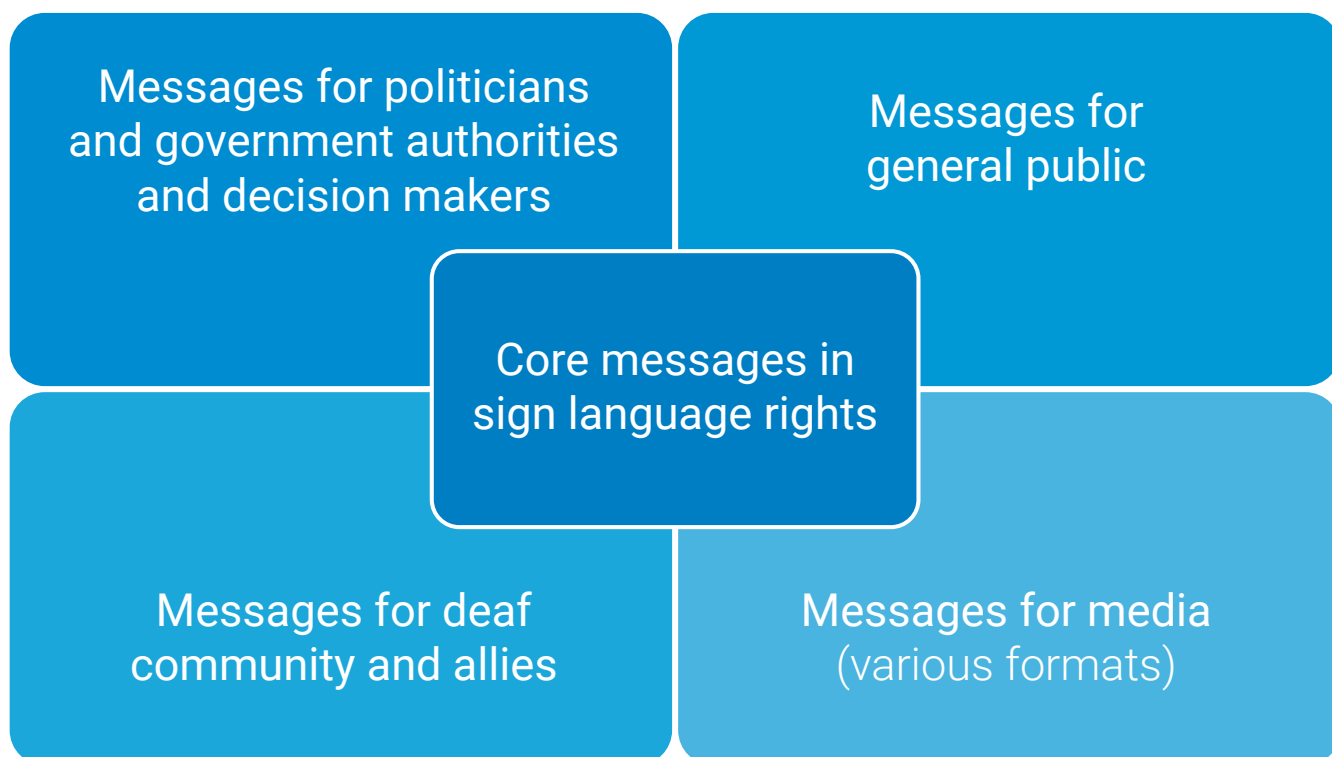 Messages for politicians
and government authorities
and decision makers
Messages for
general public
Core messages in
sign language rights
Messages for deaf
community and allies
Messages for media
(various formats)